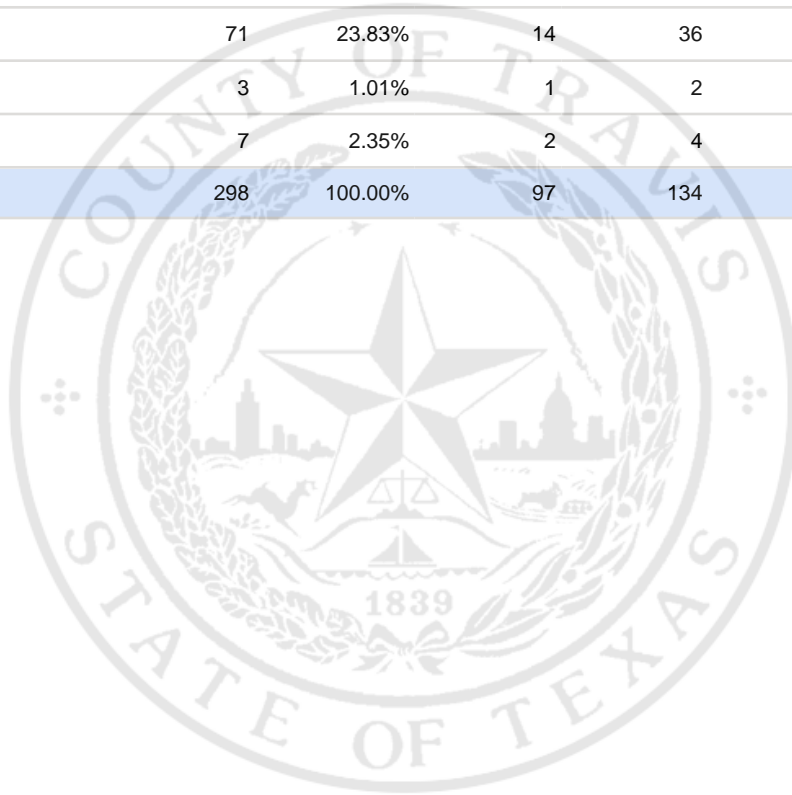 71 23.83% 14 36
3 1.01% 1 2
7 2.35% 2 4
298 100.00% 97 134
COUNTY OF TRAVIS
1839
STATE OF TEXAS